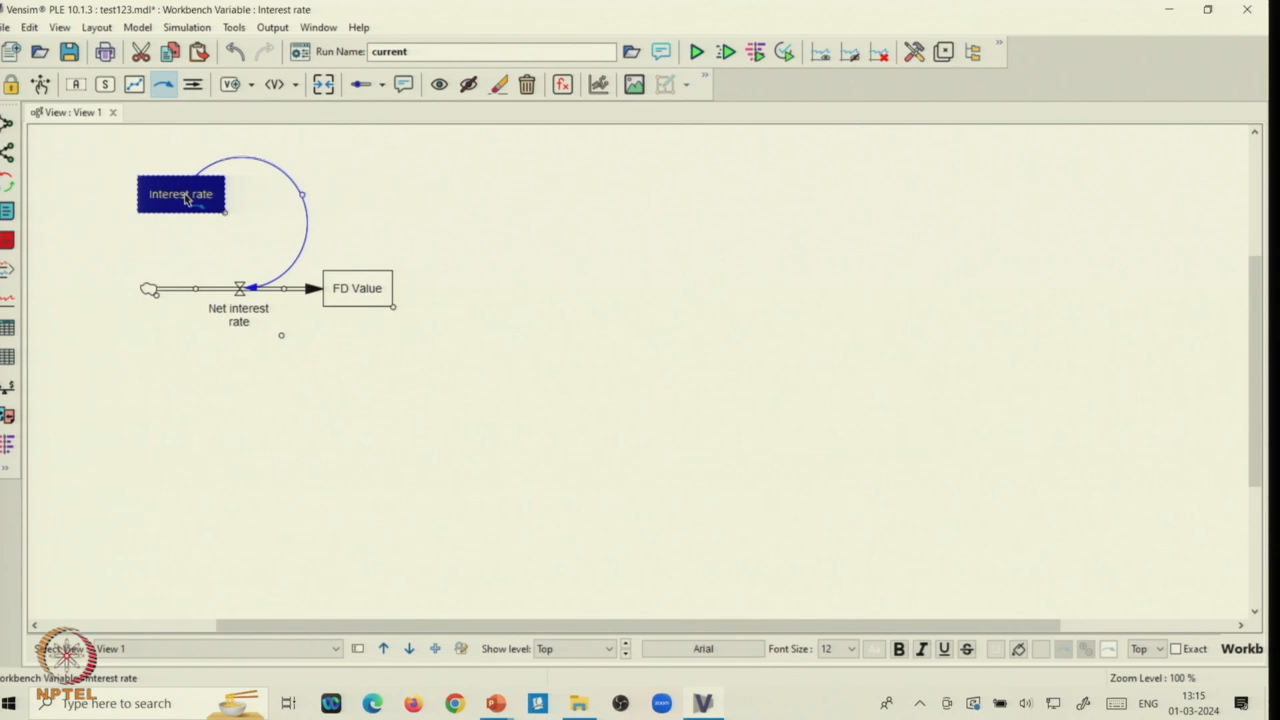 Vensim® PLE 10.1.3 : test123.mdl* : Workbench Variable : Interest rate
ile Edit View Layout Model Simulation Tools Output Window Help
Run Name: current
View : View 1
Interest rate
FD Value
Net interest
rate
View 1 Show level: Top Arial Font Size : 12 B I U S Top Exact Workb
orkbench Variable : Interest rate Zoom Level : 100 %
NPTEL
Type here to search
ENG
13:15
01-03-2024